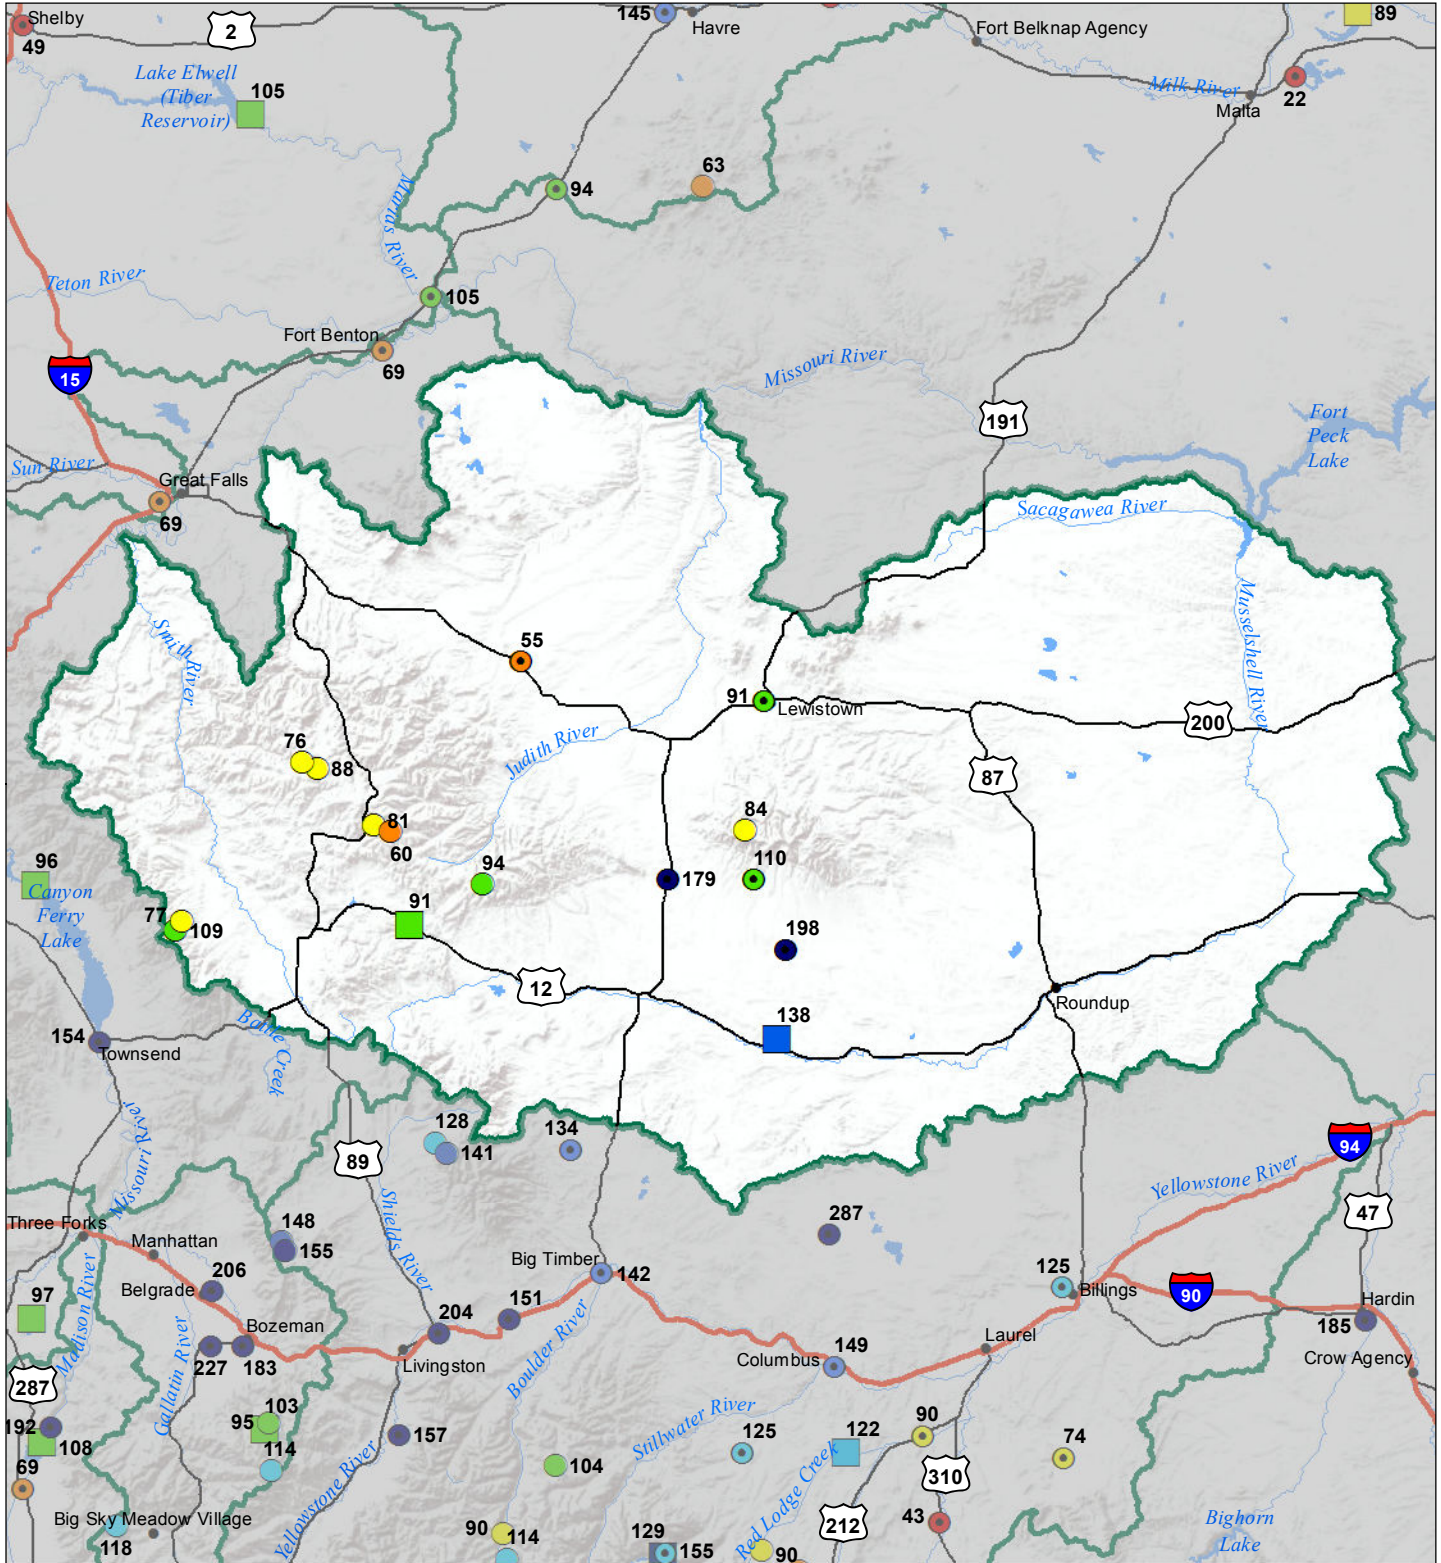 Shelby
49
2
145
Havre
Fort Belknap Agency
89
Lake Elwell
(Tiber
Reservoir)
105
Milk River
22
Malta
94
63
Marias River
Teton River
105
Fort Benton
69
15
Missouri River
191
Fort
Peck
Lake
Sun River
Great Falls
69
Sacagawea River
Musselshell River
Smith River
55
91
Lewistown
200
Judith River
76
88
87
81
60
84
94
179
110
96
Canyon
Ferry
Lake
91
77
109
198
12
Roundup
138
154
Townsend
Battle Creek
Missouri River
128
141
134
89
94
Yellowstone River
Shields River
47
Three Forks
Manhattan
148
155
287
Big Timber
142
125
Billings
90
Hardin
185
Belgrade
206
97
Madison River
Gallatin River
Bozeman
204
151
Boulder River
227
183
Livingston
Laurel
Columbus
149
Crow Agency
287
192
108
95
103
157
Stillwater River
125
122
90
74
114
69
104
310
Yellowstone River
Red Lodge Creek
Big Sky Meadow Village
118
90
114
129
155
90
212
43
Bighorn
Lake